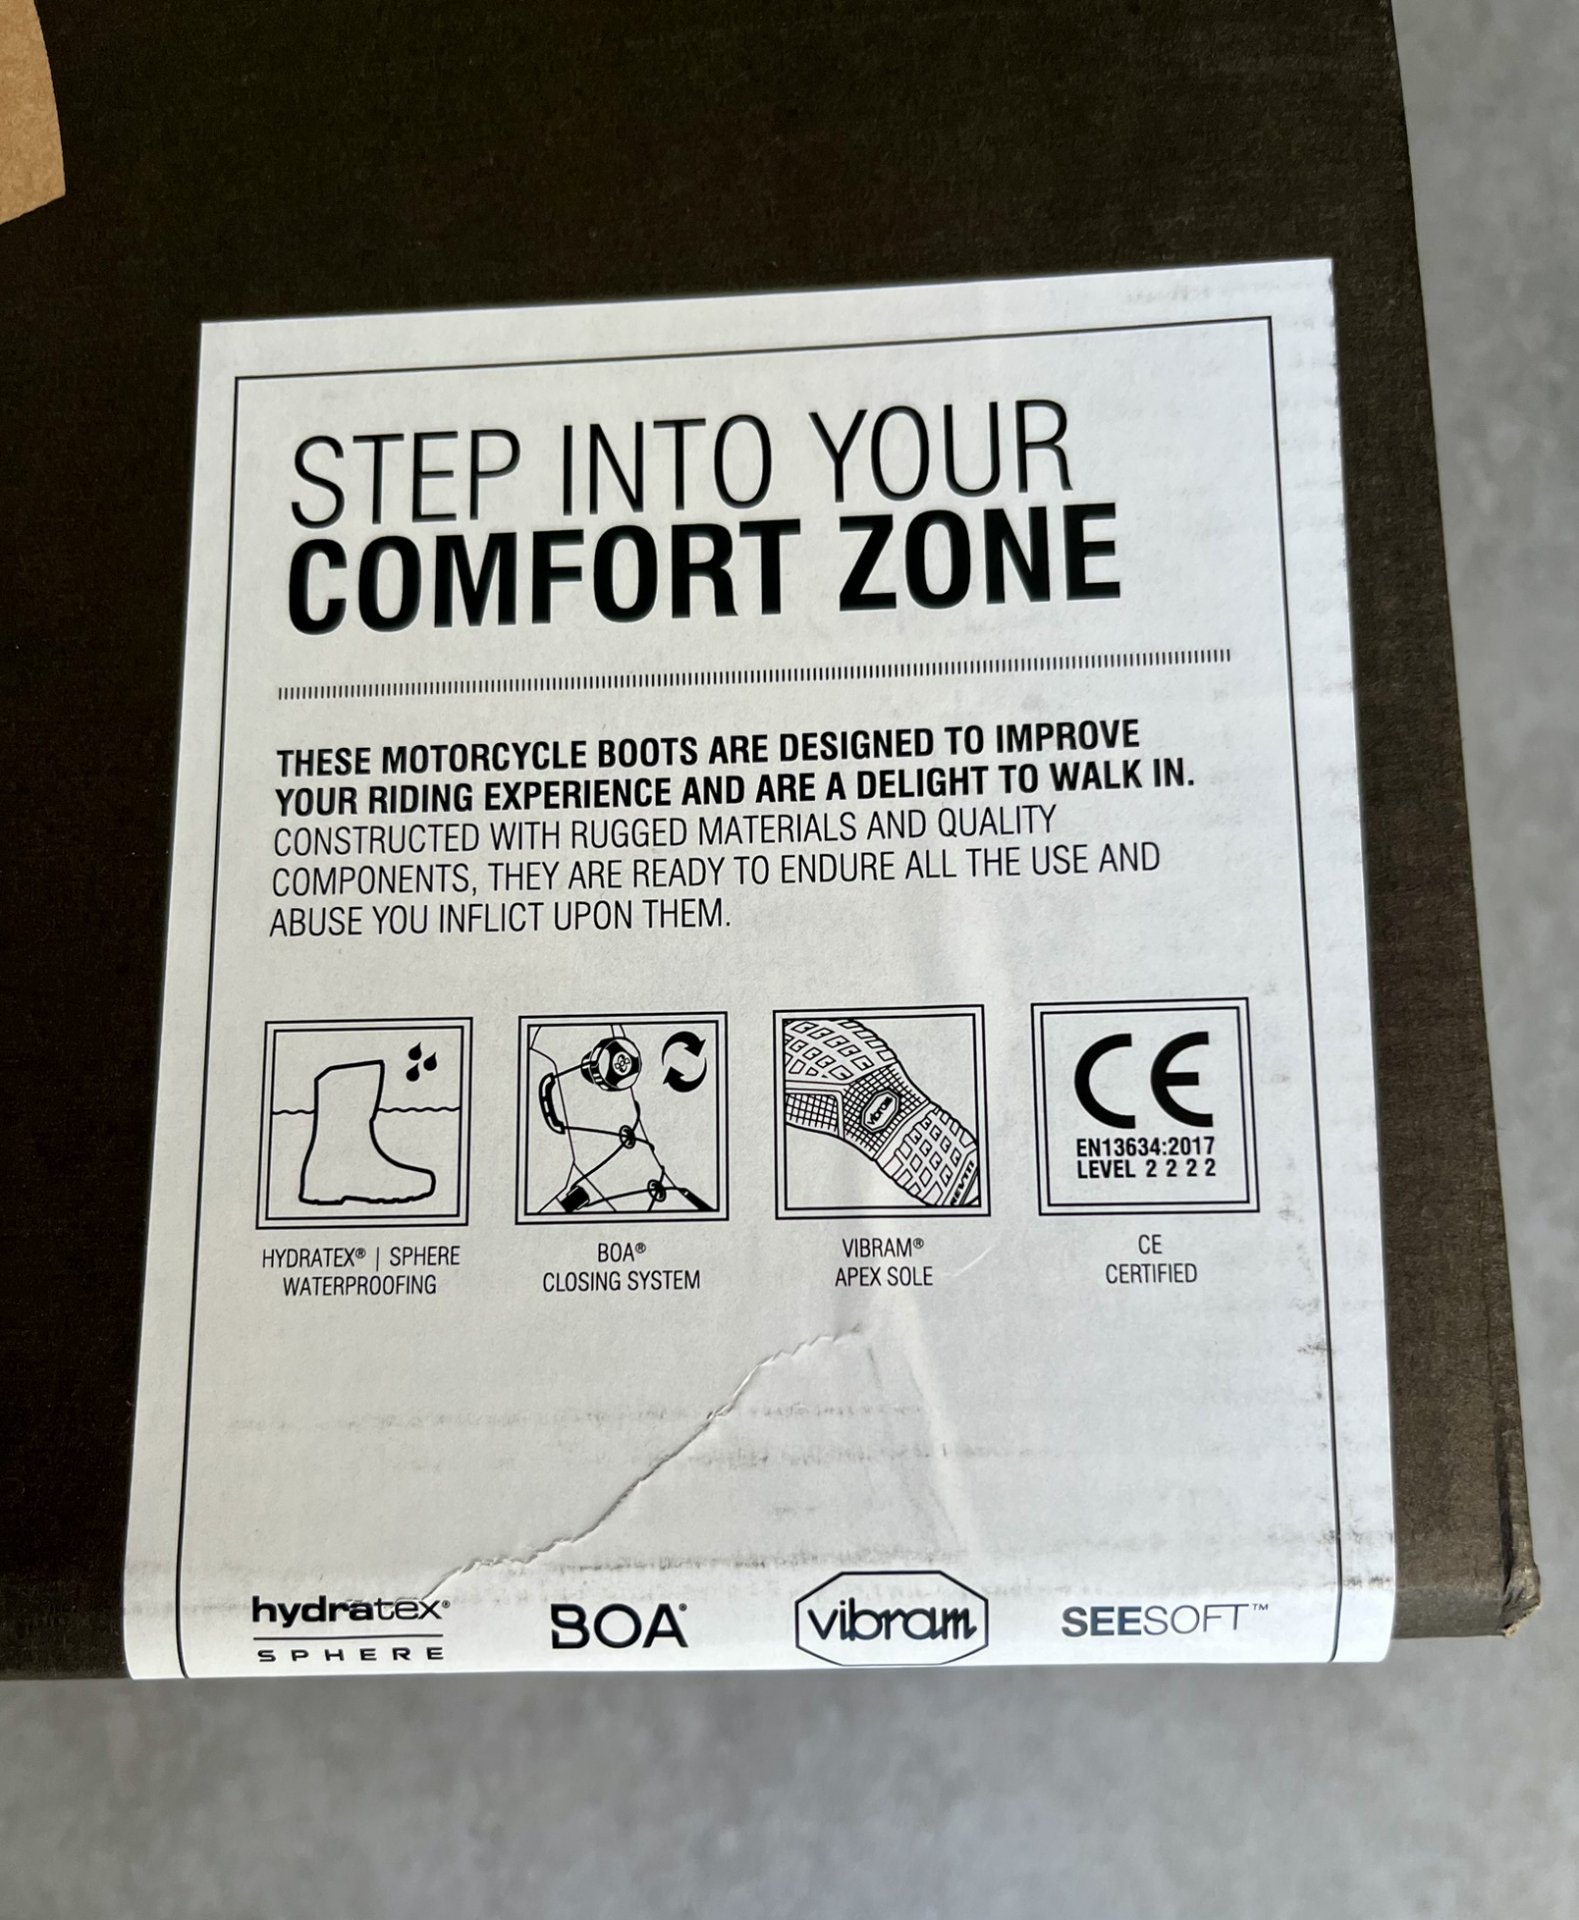 STEP INTO YOUR
COMFORT ZONE
THESE MOTORCYCLE BOOTS ARE DESIGNED TO IMPROVE
YOUR RIDING EXPERIENCE AND ARE A DELIGHT TO WALK IN.
CONSTRUCTED WITH RUGGED MATERIALS AND QUALITY
COMPONENTS, THEY ARE READY TO ENDURE ALL THE USE AND
ABUSE YOU INFLICT UPON THEM.
vibram
REV'IT!
CE
EN13634:2017
LEVEL 2 2 2 2
HYDRATEX® | SPHERE
WATERPROOFING
BOA®
CLOSING SYSTEM
VIBRAM®
APEX SOLE
CE
CERTIFIED
hydratex®
SPHERE
BOA®
vibram
SEESOFT™